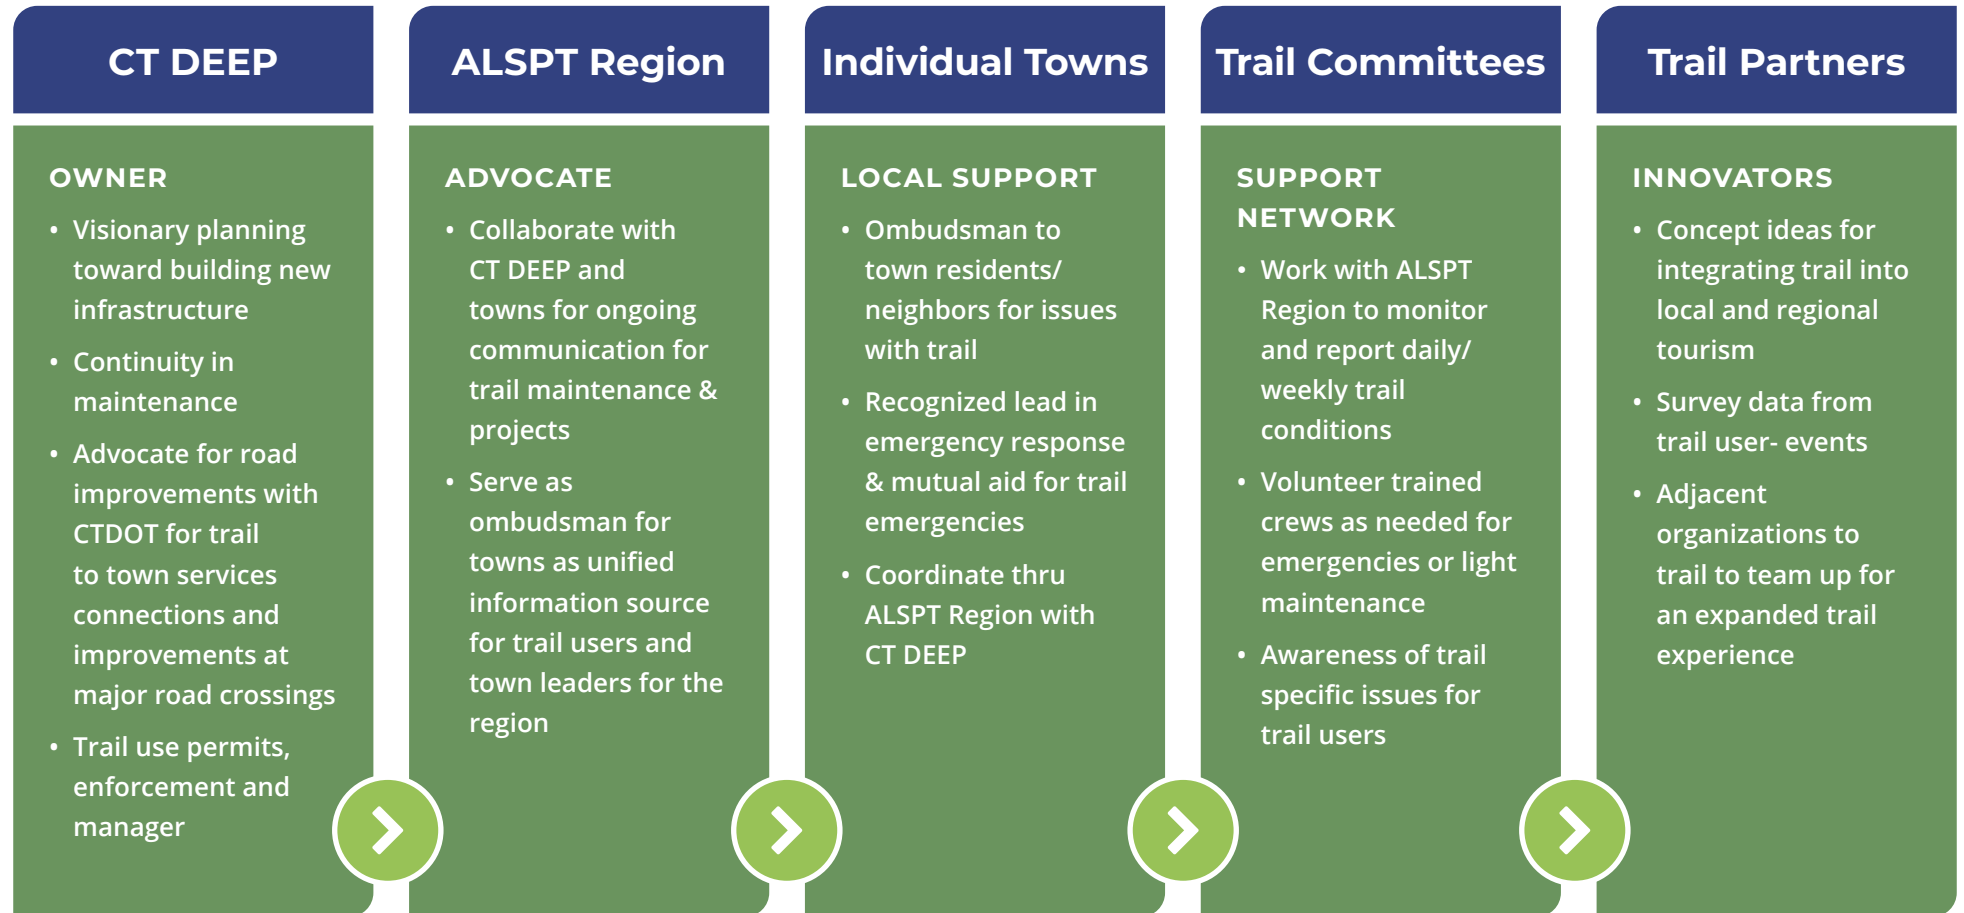 CT DEEP
OWNER
• Visionary planning
toward building new
infrastructure
• Continuity in
maintenance
• Advocate for road
improvements with
CTDOT for trail
to town services
connections and
improvements at
major road crossings
• Trail use permits,
enforcement and
manager
ALSPT Region
ADVOCATE
• Collaborate with
CT DEEP and
towns for ongoing
communication for
trail maintenance &
projects
• Serve as
ombudsman for
towns as unified
information source
for trail users and
town leaders for the
region
Individual Towns
LOCAL SUPPORT
• Ombudsman to
town residents/
neighbors for issues
with trail
• Recognized lead in
emergency response
& mutual aid for trail
emergencies
• Coordinate thru
ALSPT Region with
CT DEEP
Trail Committees
SUPPORT
NETWORK
• Work with ALSPT
Region to monitor
and report daily/
weekly trail
conditions
• Volunteer trained
crews as needed for
emergencies or light
maintenance
• Awareness of trail
specific issues for
trail users
Trail Partners
INNOVATORS
• Concept ideas for
integrating trail into
local and regional
tourism
• Survey data from
trail user- events
• Adjacent
organizations to
trail to team up for
an expanded trail
experience